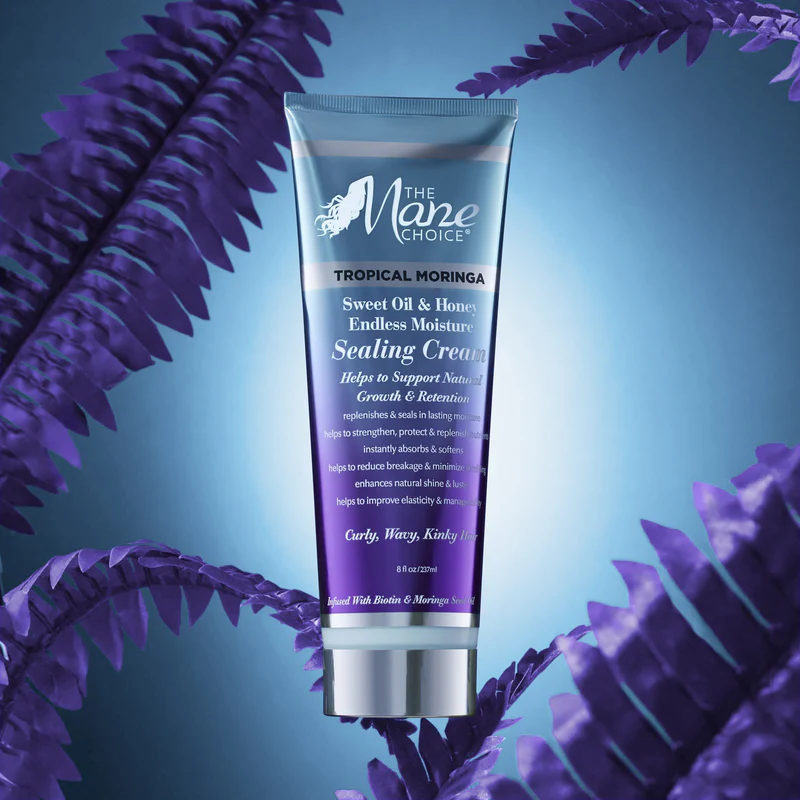 THE
Mane
CHOICE®
TROPICAL MORINGA
Sweet Oil & Honey
Endless Moisture
Sealing Cream
Helps to Support Natural
Growth & Retention
replenishes & seals in lasting moisture
helps to strengthen, protect & replenish
instantly absorbs & softens
helps to reduce breakage & minimize
enhances natural shine &
helps to improve elasticity &
Curly, Wavy, Kinky Hair
8 fl oz/237ml
Infused With Biotin & Moringa Seed Oil